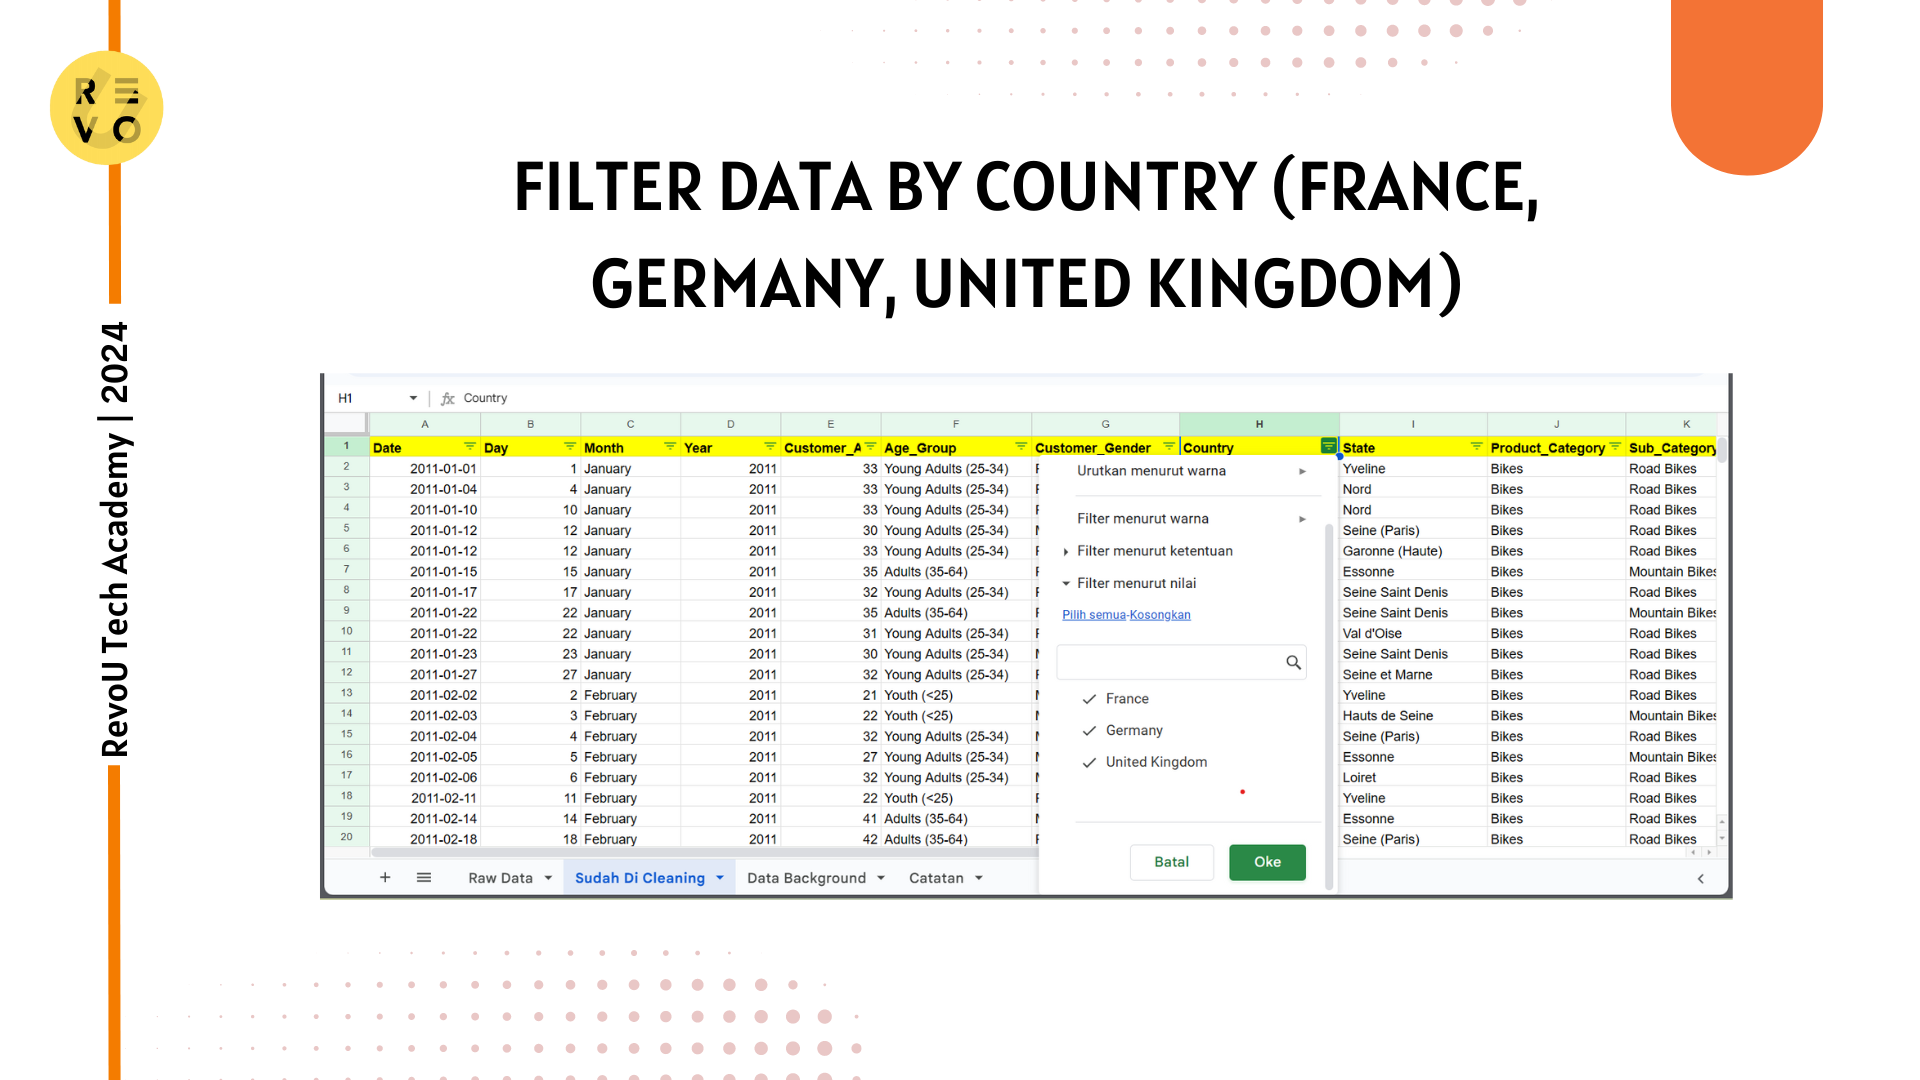 R E
V O
RevoU Tech Academy | 2024
FILTER DATA BY COUNTRY (FRANCE,
GERMANY, UNITED KINGDOM)
H1 fx Country
A B C D E F G H I J K
1 Date Day Month Year Customer_A Age_Group Customer_Gender Country State Product_Category Sub_Category
2 2011-01-01 1 January 2011 33 Young Adults (25-34) F Yveline Bikes Road Bikes
3 2011-01-04 4 January 2011 33 Young Adults (25-34) F Nord Bikes Road Bikes
4 2011-01-10 10 January 2011 33 Young Adults (25-34) F Nord Bikes Road Bikes
5 2011-01-12 12 January 2011 30 Young Adults (25-34) Seine (Paris) Bikes Road Bikes
6 2011-01-12 12 January 2011 33 Young Adults (25-34) F Garonne (Haute) Bikes Road Bikes
7 2011-01-15 15 January 2011 35 Adults (35-64) F Essonne Bikes Mountain Bikes
8 2011-01-17 17 January 2011 32 Young Adults (25-34) F Seine Saint Denis Bikes Road Bikes
9 2011-01-22 22 January 2011 35 Adults (35-64) F Seine Saint Denis Bikes Mountain Bikes
10 2011-01-22 22 January 2011 31 Young Adults (25-34) F Val d'Oise Bikes Road Bikes
11 2011-01-23 23 January 2011 30 Young Adults (25-34) Seine Saint Denis Bikes Road Bikes
12 2011-01-27 27 January 2011 32 Young Adults (25-34) F Seine et Marne Bikes Road Bikes
13 2011-02-02 2 February 2011 21 Youth (<25) Yveline Bikes Road Bikes
14 2011-02-03 3 February 2011 22 Youth (<25) Hauts de Seine Bikes Mountain Bikes
15 2011-02-04 4 February 2011 32 Young Adults (25-34) Seine (Paris) Bikes Road Bikes
16 2011-02-05 5 February 2011 27 Young Adults (25-34) Essonne Bikes Mountain Bikes
17 2011-02-06 6 February 2011 32 Young Adults (25-34) Loiret Bikes Road Bikes
18 2011-02-11 11 February 2011 22 Youth (<25) F Yveline Bikes Road Bikes
19 2011-02-14 14 February 2011 41 Adults (35-64) Essonne Bikes Road Bikes
20 2011-02-18 18 February 2011 42 Adults (35-64) F Seine (Paris) Bikes Road Bikes
Urutkan menurut warna
Filter menurut warna
Filter menurut ketentuan
Filter menurut nilai
Pilih semua-Kosongkan
France
Germany
United Kingdom
Batal Oke
+ Raw Data Sudah Di Cleaning Data Background Catatan